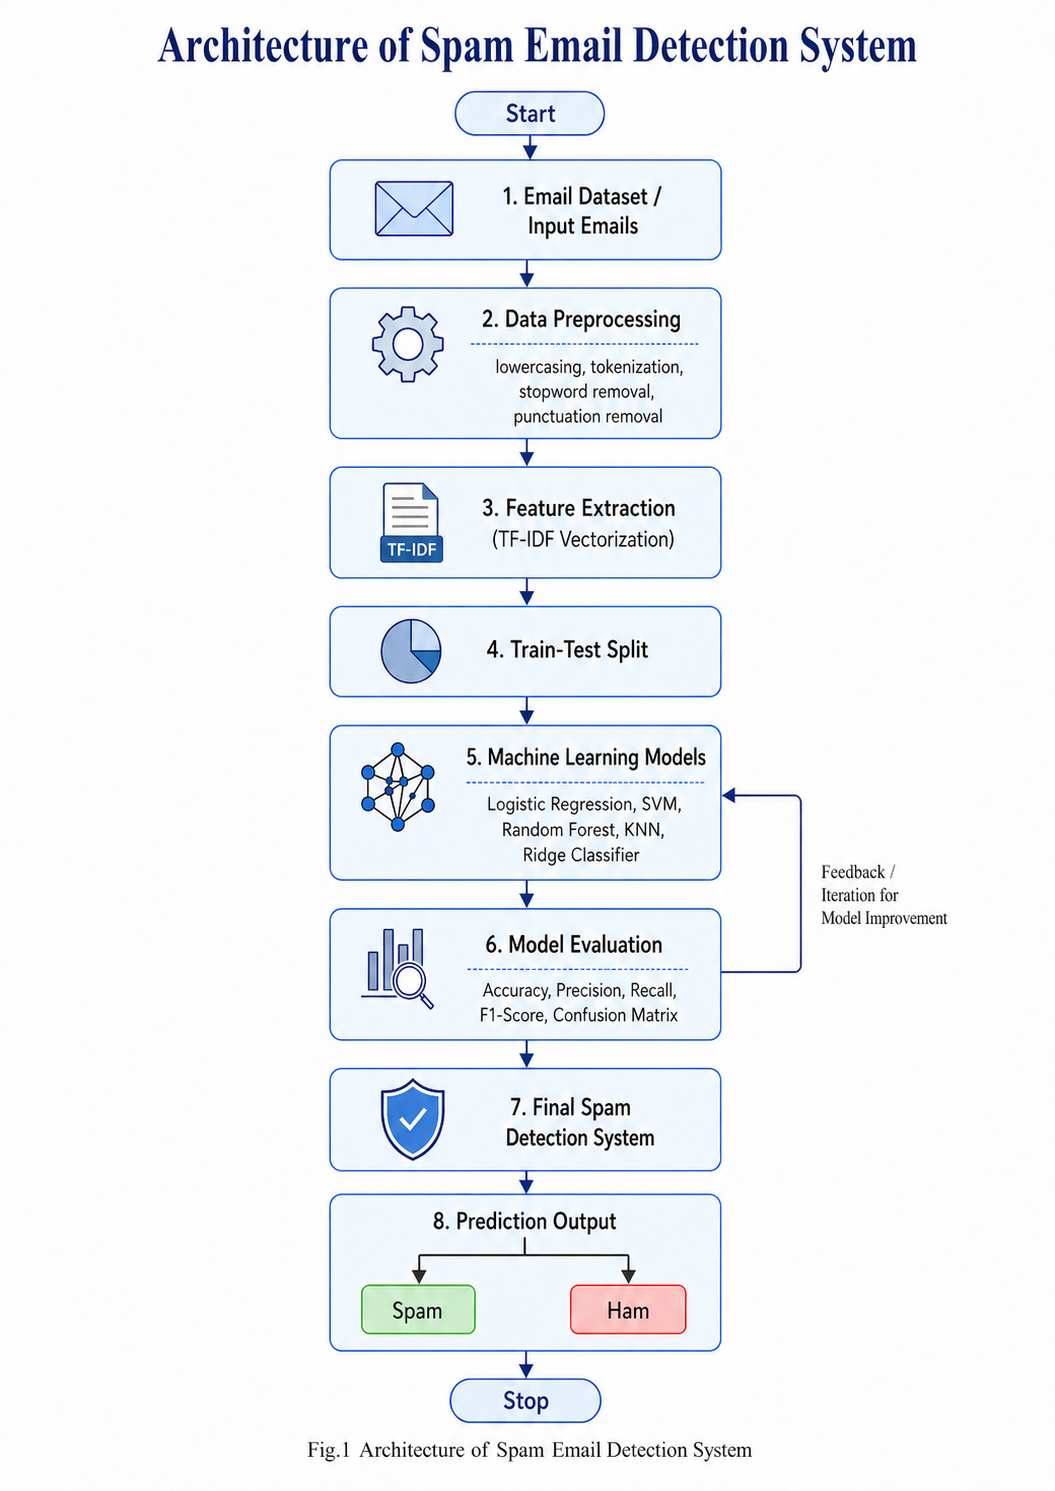 Architecture of Spam Email Detection System
Start
1. Email Dataset /
Input Emails
2. Data Preprocessing
lowercasing, tokenization,
stopword removal,
punctuation removal
TF-IDF
3. Feature Extraction
(TF-IDF Vectorization)
4. Train-Test Split
5. Machine Learning Models
Logistic Regression, SVM,
Random Forest, KNN,
Ridge Classifier
Feedback /
Iteration for
Model Improvement
6. Model Evaluation
Accuracy, Precision, Recall,
F1-Score, Confusion Matrix
7. Final Spam
Detection System
8. Prediction Output
Spam
Ham
Stop
Fig.1 Architecture of Spam Email Detection System